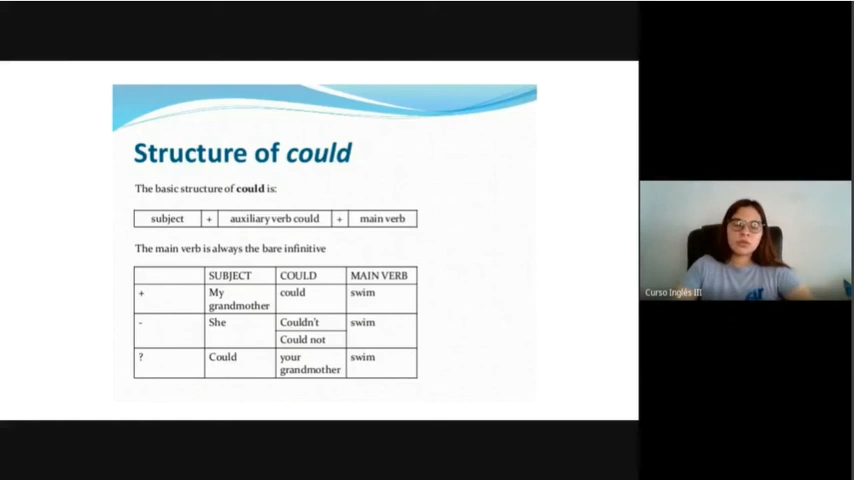 Structure of could
The basic structure of could is:
subject + auxiliary verb could + main verb
The main verb is always the bare infinitive
SUBJECT COULD MAIN VERB
+ My grandmother could swim
- She Couldn't swim
Could not
? Could your grandmother swim
Curso Inglés III